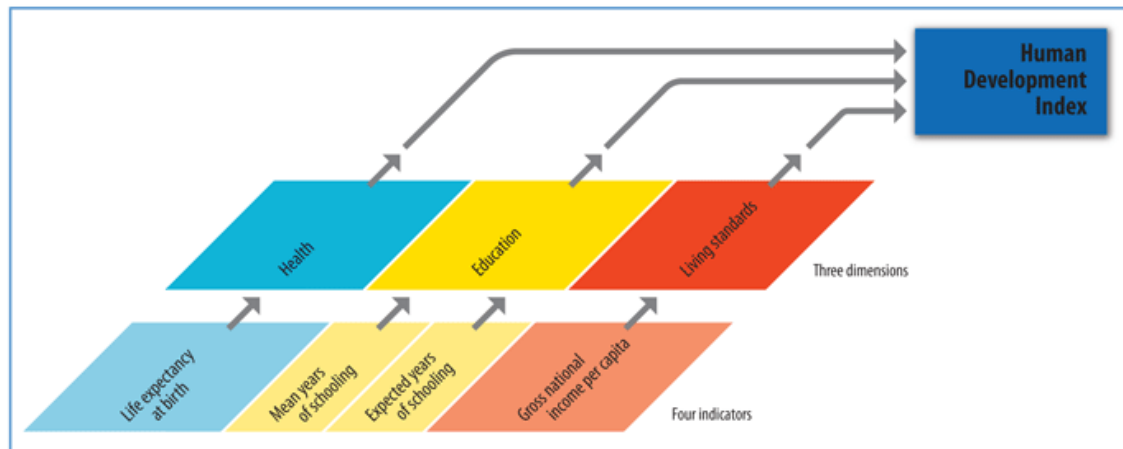 Human
Development
Index
Health
Education
Living standards
Three dimensions
Life expectancy
at birth
Mean years
of schooling
Expected years
of schooling
Gross national
income per capita
Four indicators